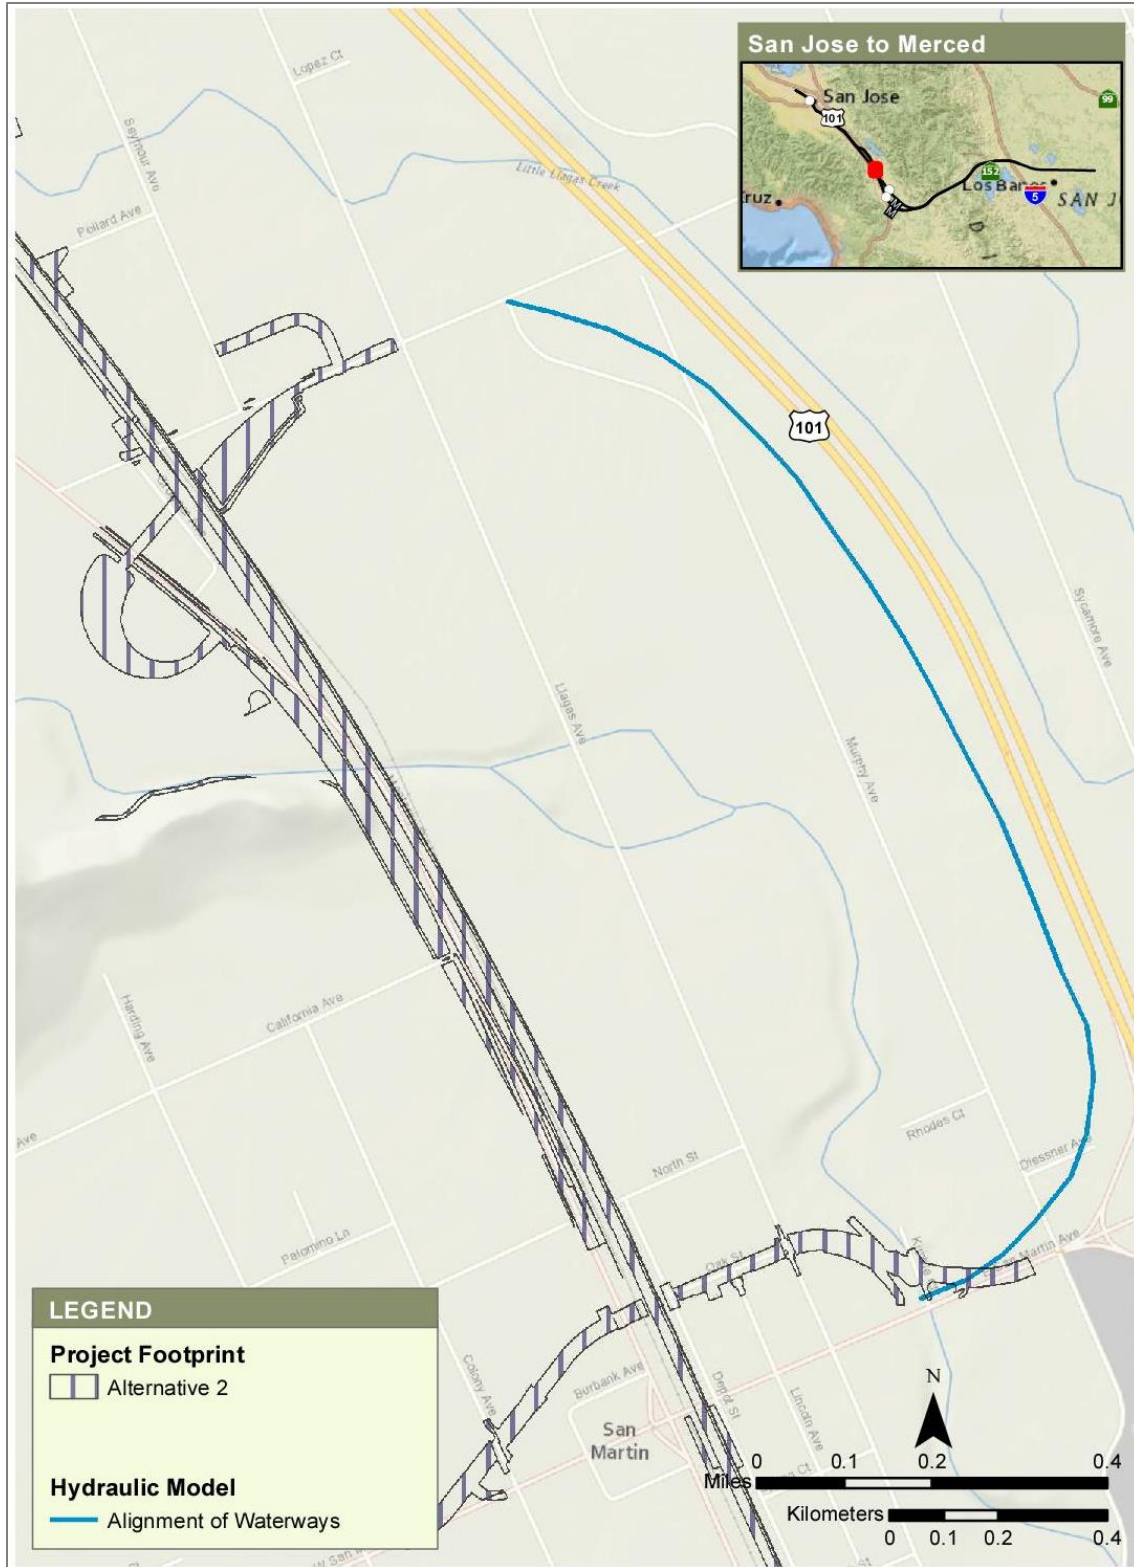 San Jose to Merced
San Jose
99
101
152
Los Banos
5
SAN J
ruz
Lopez Ct
Seymour Ave
Little Llagas Creek
Pollard Ave
101
Sycamore Ave
Llagas Ave
Murphy Ave
Harding Ave
California Ave
Ave
Rhodes Ct
Diessner Ave
North St
Palomino Ln
Oak St
Martin Ave
Colony Ave
Burbank Ave
Depot St
Lincoln Ave
San
Martin
N
0 0.1 0.2 0.4
Miles
Kilometers
0 0.1 0.2 0.4
LEGEND
Project Footprint
Alternative 2
Hydraulic Model
Alignment of Waterways